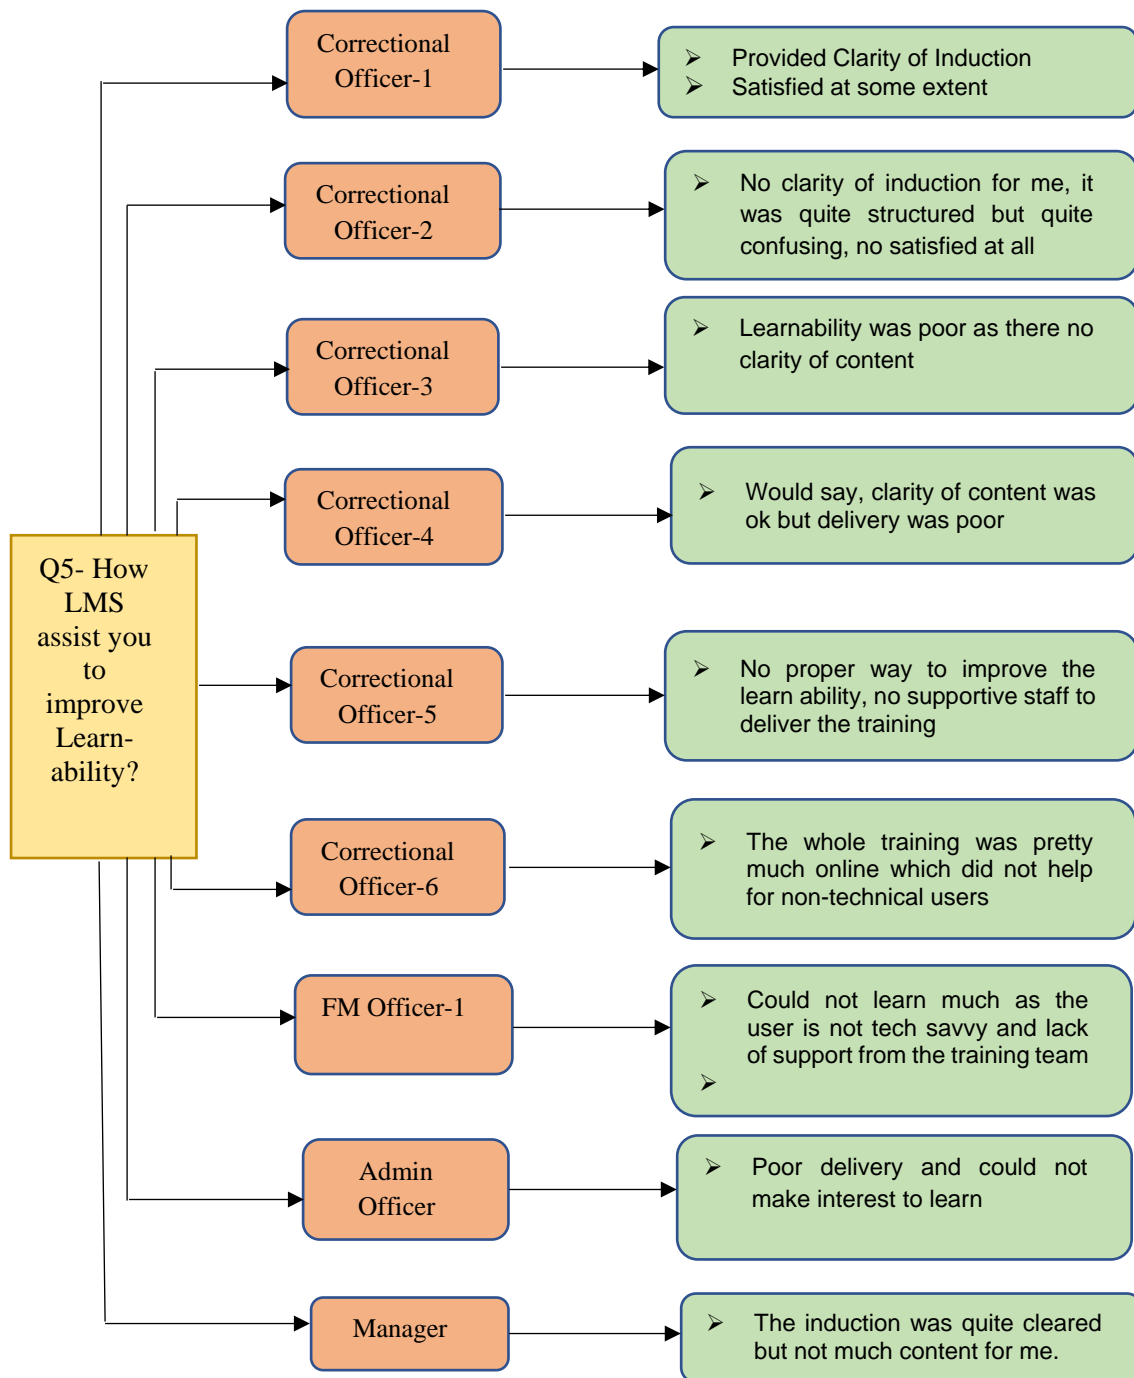 Correctional
Officer-1
➢ Provided Clarity of Induction
➢ Satisfied at some extent
Correctional
Officer-2
➢ No clarity of induction for me, it
was quite structured but quite
confusing, no satisfied at all
Correctional
Officer-3
➢ Learnability was poor as there no
clarity of content
Correctional
Officer-4
➢ Would say, clarity of content was
ok but delivery was poor
Q5- How
LMS
assist you
to
improve
Learn-
ability?
Correctional
Officer-5
➢ No proper way to improve the
learn ability, no supportive staff to
deliver the training
Correctional
Officer-6
➢ The whole training was pretty
much online which did not help
for non-technical users
FM Officer-1
➢ Could not learn much as the
user is not tech savvy and lack
of support from the training team
➢
Admin
Officer
➢ Poor delivery and could not
make interest to learn
Manager
➢ The induction was quite cleared
but not much content for me.